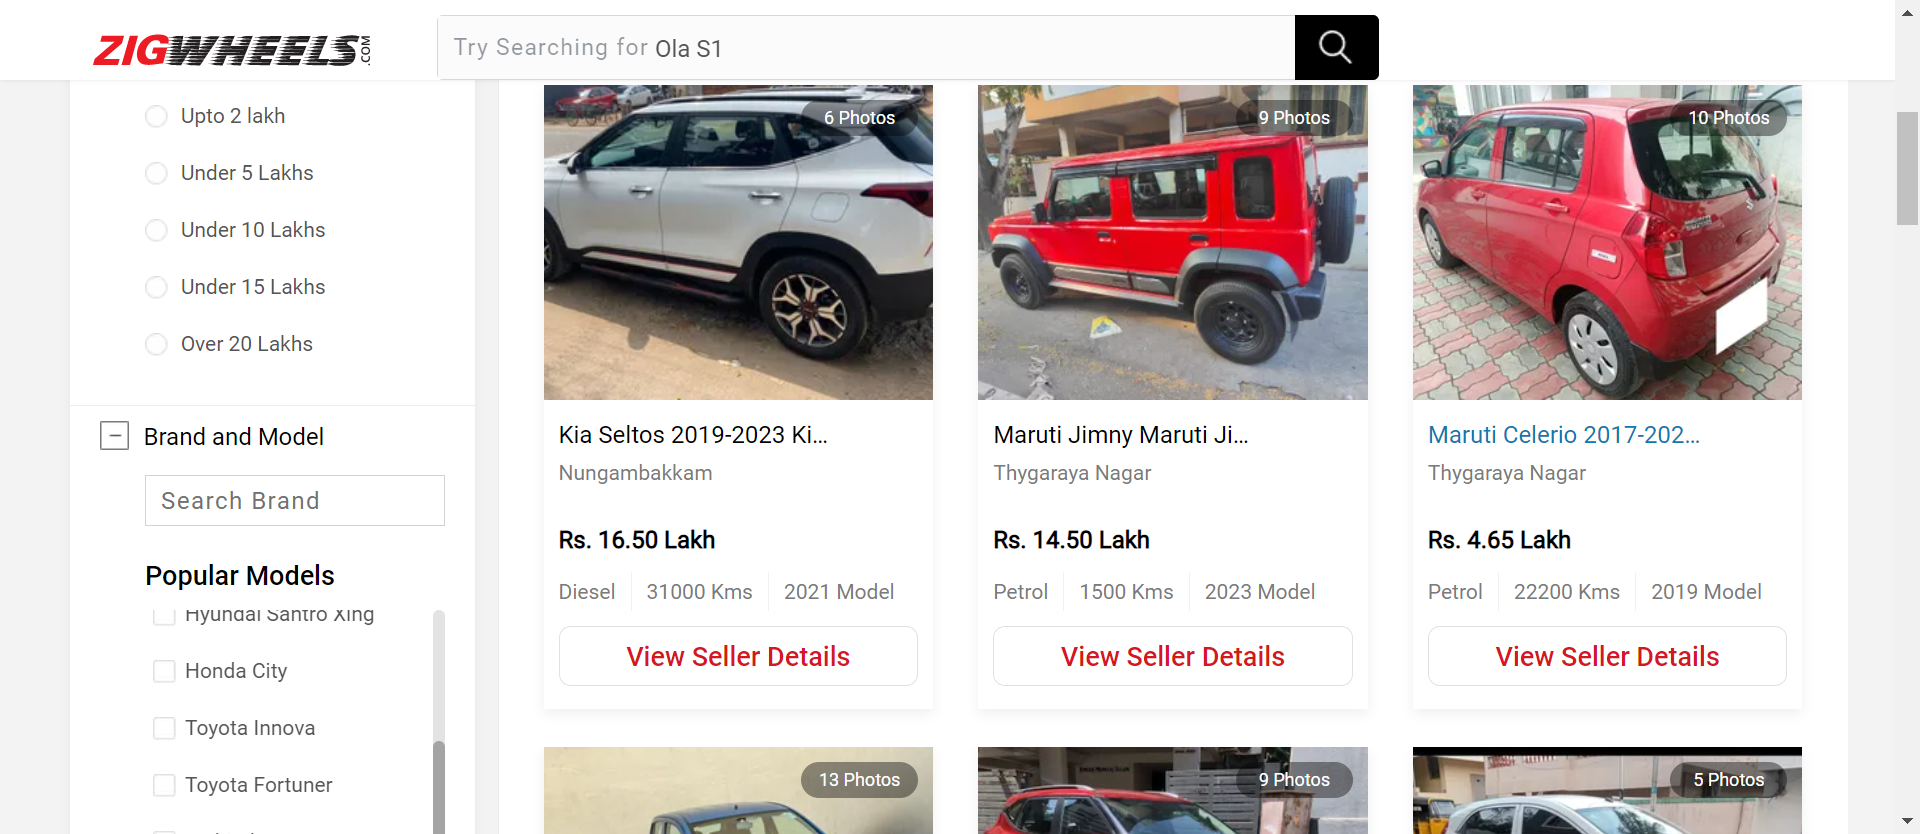 ZIGWHEELS.COM
Try Searching for Ola S1
Upto 2 lakh
Under 5 Lakhs
Under 10 Lakhs
Under 15 Lakhs
Over 20 Lakhs
Brand and Model
Search Brand
Popular Models
Hyundai Santro Xing
Honda City
Toyota Innova
Toyota Fortuner
6 Photos
9 Photos
10 Photos
Kia Seltos 2019-2023 Ki...
Nungambakkam
Rs. 16.50 Lakh
Diesel 31000 Kms 2021 Model
View Seller Details
Maruti Jimny Maruti Ji...
Thygaraya Nagar
Rs. 14.50 Lakh
Petrol 1500 Kms 2023 Model
View Seller Details
Maruti Celerio 2017-202...
Thygaraya Nagar
Rs. 4.65 Lakh
Petrol 22200 Kms 2019 Model
View Seller Details
13 Photos
9 Photos
5 Photos